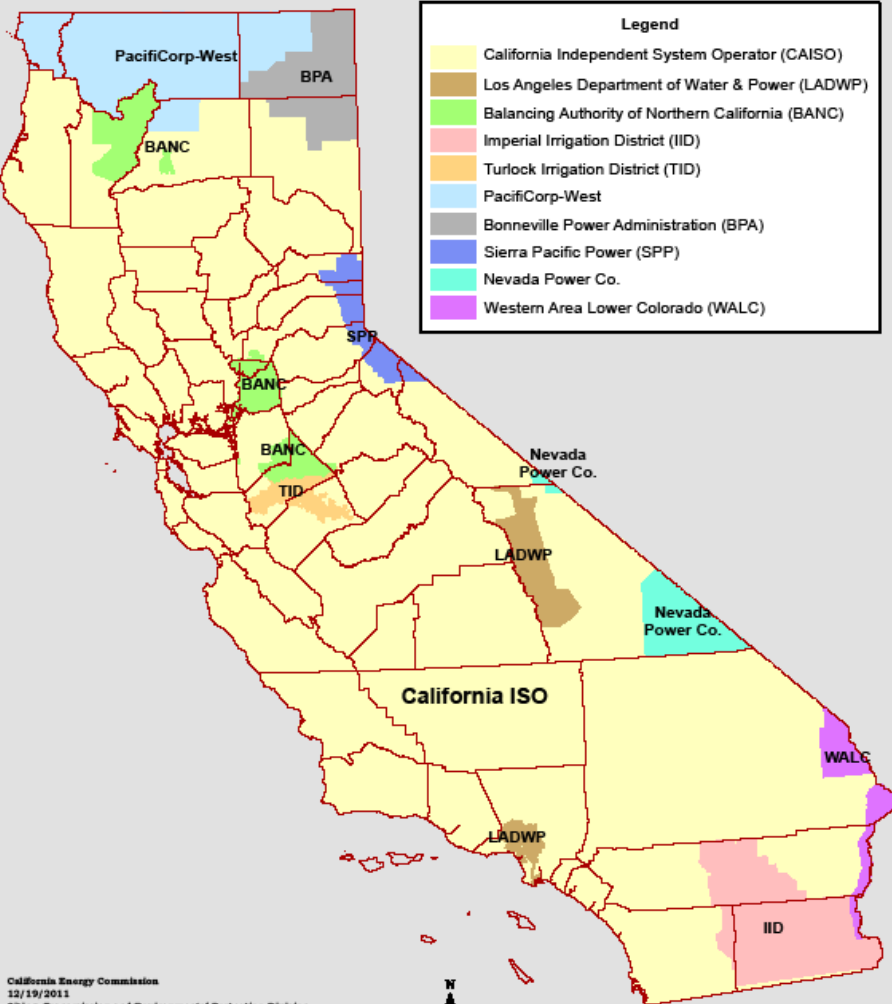 Legend
California Independent System Operator (CAISO)
Los Angeles Department of Water & Power (LADWP)
Balancing Authority of Northern California (BANC)
Imperial Irrigation District (IID)
Turlock Irrigation District (TID)
PacifiCorp-West
Bonneville Power Administration (BPA)
Sierra Pacific Power (SPP)
Nevada Power Co.
Western Area Lower Colorado (WALC)
PacifiCorp-West
BPA
BANC
SPP
BANC
BANC
TID
Nevada
Power Co.
LADWP
Nevada
Power Co.
California ISO
WALC
LADWP
IID
California Energy Commission
12/19/2011
N